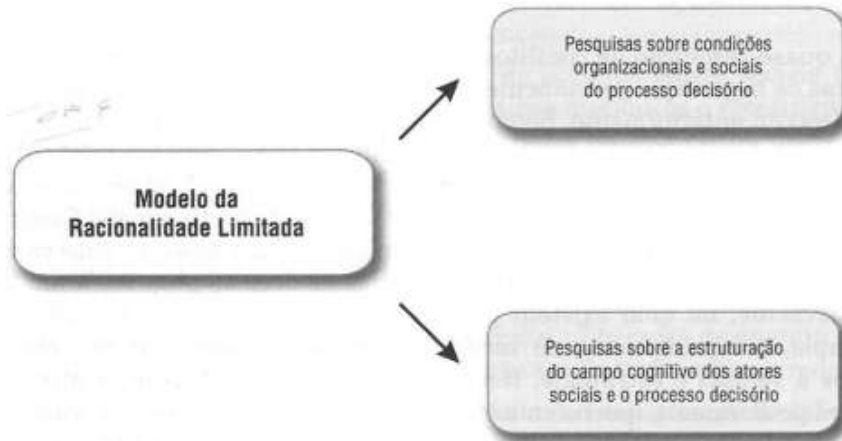 Pesquisas sobre condições
organizacionais e sociais
do processo decisório
Modelo da
Racionalidade Limitada
Pesquisas sobre a estruturação
do campo cognitivo dos atores
sociais e o processo decisório